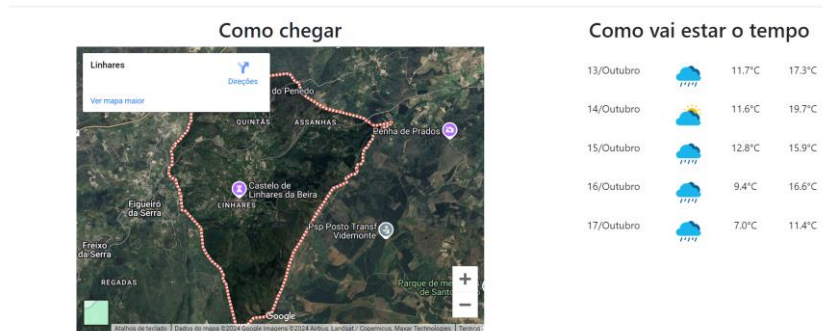 Como chegar
Linhares
Direções
Ver mapa maior
do Penedo
QUINTÃS
ASSANHAS
Penha de Prados
Castelo de
Linhares da Beira
LINHARES
Figueiró
da Serra
Psp Posto Transf
Videmonte
Freixo
da Serra
REGADAS
Parque de me
de Santo
+
−
Google
Atalhos de teclado
Dados do mapa ©2024 Google Imagens ©2024 Airbus, Landsat / Copernicus, Maxar Technologies
Termos
Como vai estar o tempo
13/Outubro 11.7°C 17.3°C
14/Outubro 11.6°C 19.7°C
15/Outubro 12.8°C 15.9°C
16/Outubro 9.4°C 16.6°C
17/Outubro 7.0°C 11.4°C